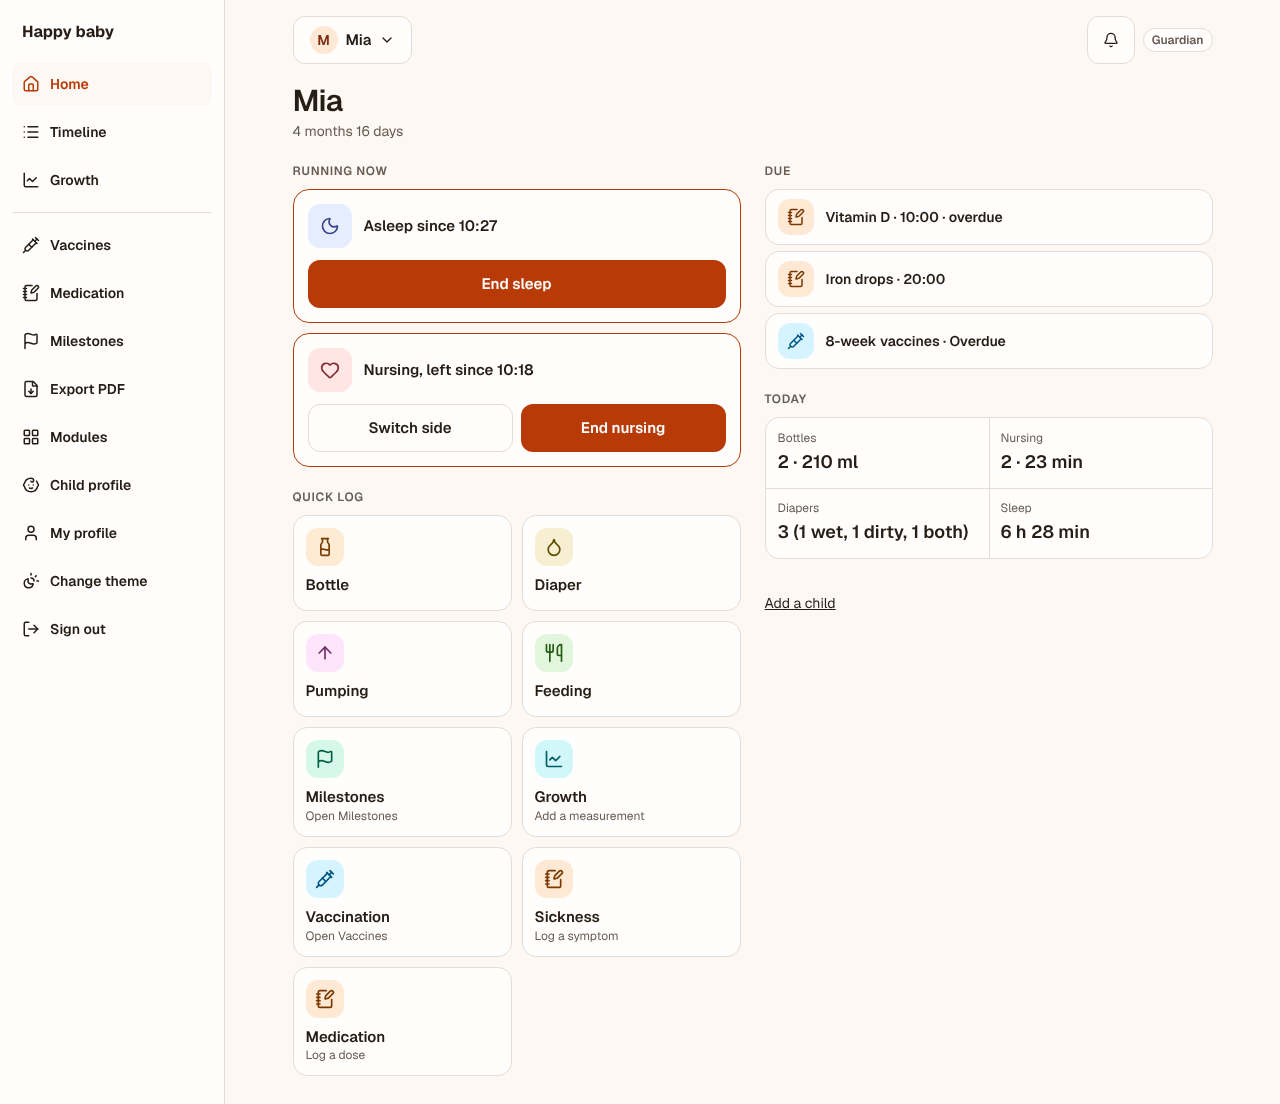 Happy baby
Home
Timeline
Growth
Vaccines
Medication
Milestones
Export PDF
Modules
Child profile
My profile
Change theme
Sign out
M Mia
Guardian
Mia
4 months 16 days
RUNNING NOW
Asleep since 10:27
End sleep
Nursing, left since 10:18
Switch side
End nursing
QUICK LOG
Bottle
Diaper
Pumping
Feeding
Milestones
Open Milestones
Growth
Add a measurement
Vaccination
Open Vaccines
Sickness
Log a symptom
Medication
Log a dose
DUE
Vitamin D · 10:00 · overdue
Iron drops · 20:00
8-week vaccines · Overdue
TODAY
Bottles
2 · 210 ml
Nursing
2 · 23 min
Diapers
3 (1 wet, 1 dirty, 1 both)
Sleep
6 h 28 min
Add a child